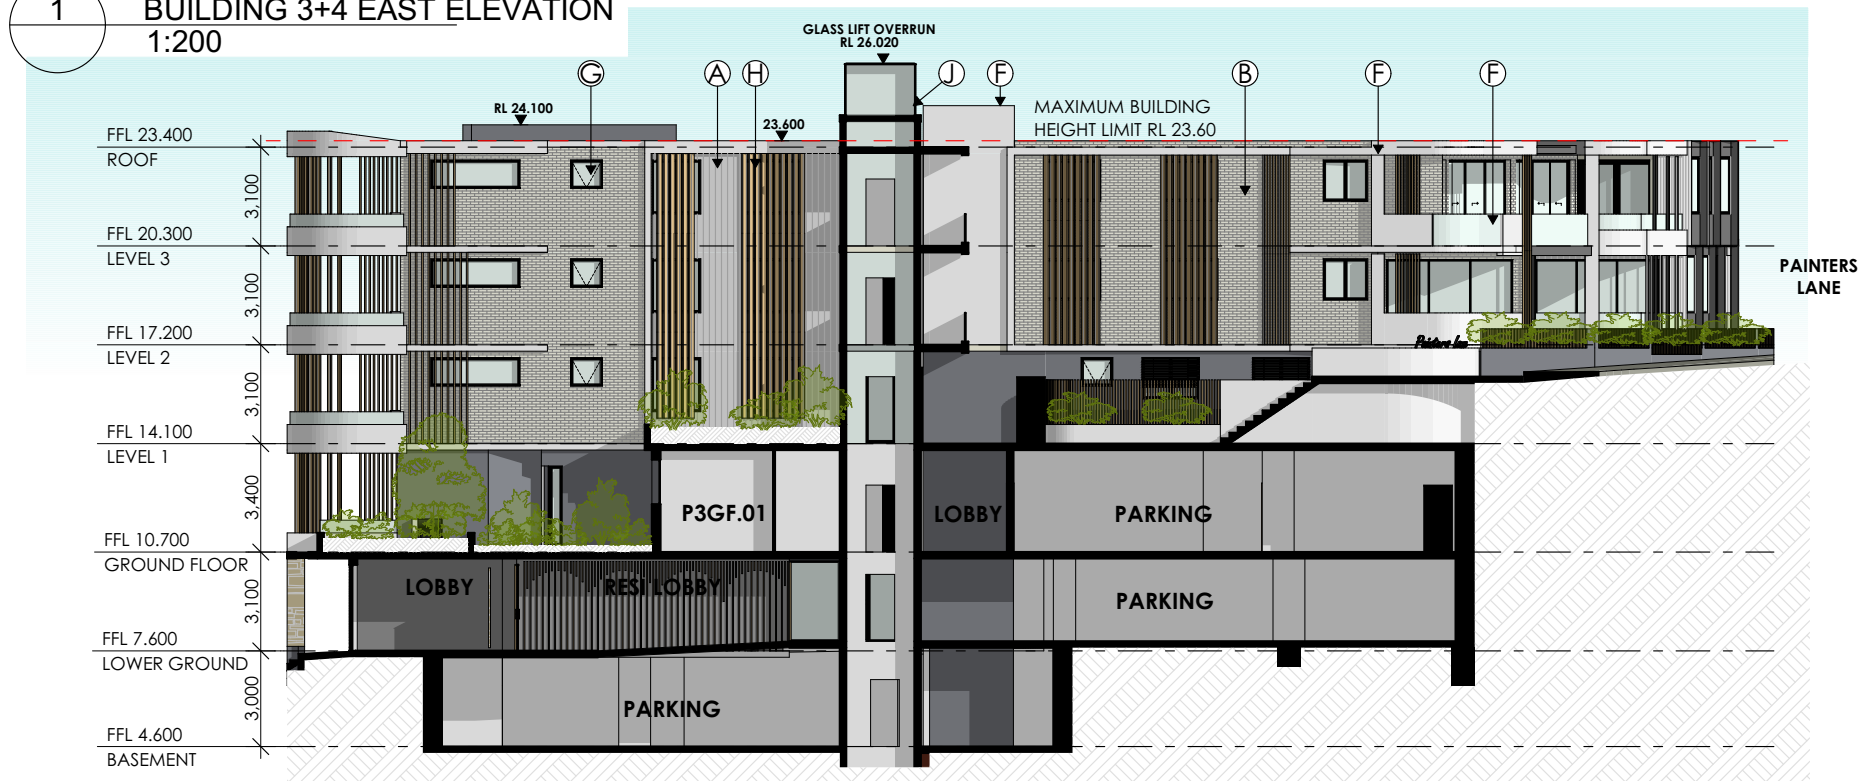 1
BUILDING 3+4 EAST ELEVATION
1:200
GLASS LIFT OVERRUN
RL 26.020
G
A
H
J
F
B
F
F
RL 24.100
23.600
MAXIMUM BUILDING
HEIGHT LIMIT RL 23.60
FFL 23.400
ROOF
3,100
FFL 20.300
LEVEL 3
3,100
PAINTERS
LANE
FFL 17.200
LEVEL 2
3,100
FFL 14.100
LEVEL 1
3,400
P3GF.01
LOBBY
PARKING
FFL 10.700
GROUND FLOOR
3,100
LOBBY
RESI LOBBY
PARKING
FFL 7.600
LOWER GROUND
3,000
PARKING
FFL 4.600
BASEMENT